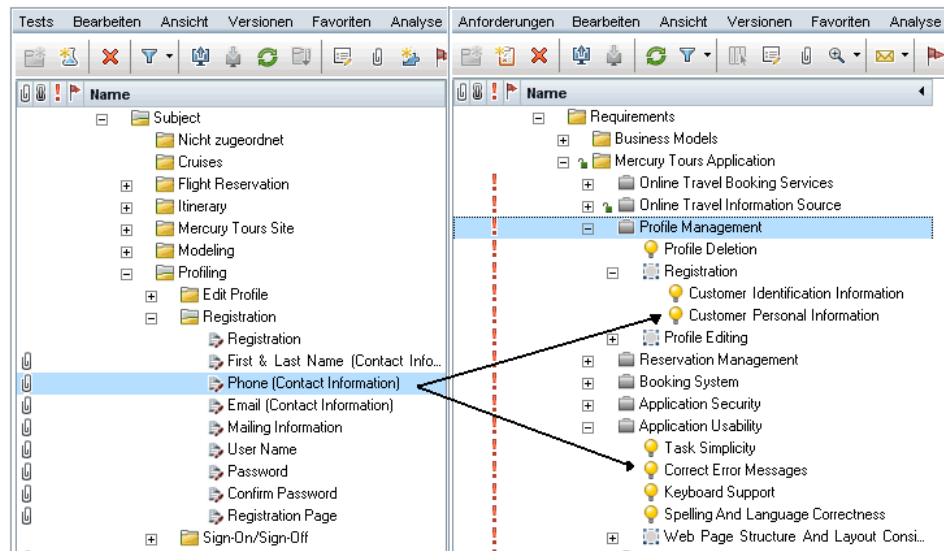 Tests Bearbeiten Ansicht Versionen Favoriten Analyse
Name
Subject
Nicht zugeordnet
Cruises
Flight Reservation
Itinerary
Mercury Tours Site
Modeling
Profiling
Edit Profile
Registration
Registration
First & Last Name (Contact Info...
Phone (Contact Information)
Email (Contact Information)
Mailing Information
User Name
Password
Confirm Password
Registration Page
Sign-On/Sign-Off
Anforderungen Bearbeiten Ansicht Versionen Favoriten Analyse
Name
Requirements
Business Models
Mercury Tours Application
Online Travel Booking Services
Online Travel Information Source
Profile Management
Profile Deletion
Registration
Customer Identification Information
Customer Personal Information
Profile Editing
Reservation Management
Booking System
Application Security
Application Usability
Task Simplicity
Correct Error Messages
Keyboard Support
Spelling And Language Correctness
Web Page Structure And Layout Consi...